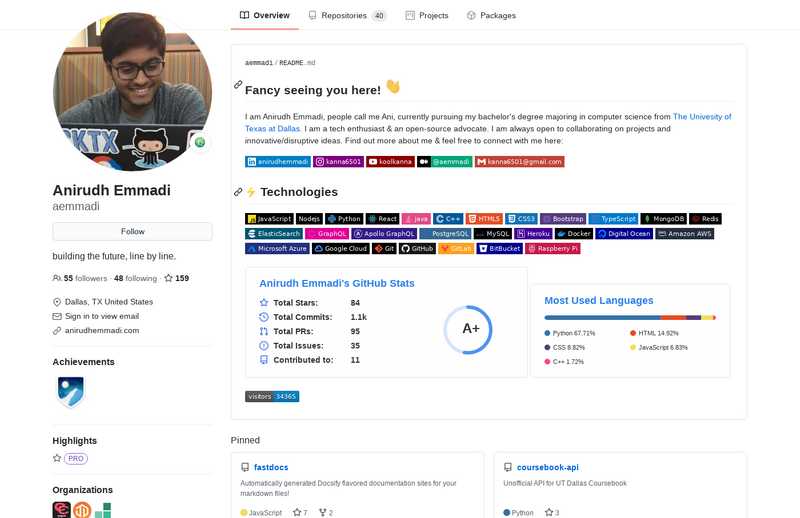 Overview
Repositories 40
Projects
Packages
Anirudh Emmadi
aemmadi
Follow
building the future, line by line.
55 followers · 48 following · 159
Dallas, TX United States
Sign in to view email
anirudhemmadi.com
Achievements
Highlights
PRO
Organizations
aemmadi / README.md
Fancy seeing you here!
I am Anirudh Emmadi, people call me Ani, currently pursuing my bachelor's degree majoring in computer science from The Univesity of
Texas at Dallas. I am a tech enthusiast & an open-source advocate. I am always open to collaborating on projects and
innovative/disruptive ideas. Find out more about me & feel free to connect with me here:
anirudhemmadi kanna6501 koolkanna @aemmadi kanna6501@gmail.com
Technologies
JavaScript Nodejs Python React java C++ HTML5 CSS3 Bootstrap TypeScript MongoDB Redis
ElasticSearch GraphQL Apollo GraphQL PostgreSQL MySQL Heroku Docker Digital Ocean Amazon AWS
Microsoft Azure Google Cloud Git GitHub GitLab BitBucket Raspberry Pi
Anirudh Emmadi's GitHub Stats
Total Stars: 84
Total Commits: 1.1k
Total PRs: 95
Total Issues: 35
Contributed to: 11
A+
Most Used Languages
Python 67.71%
HTML 14.92%
CSS 8.82%
JavaScript 6.83%
C++ 1.72%
visitors 34365
Pinned
fastdocs
Automatically generated Docsify flavored documentation sites for your
markdown files!
JavaScript 7 2
coursebook-api
Unofficial API for UT Dallas Coursebook
Python 3